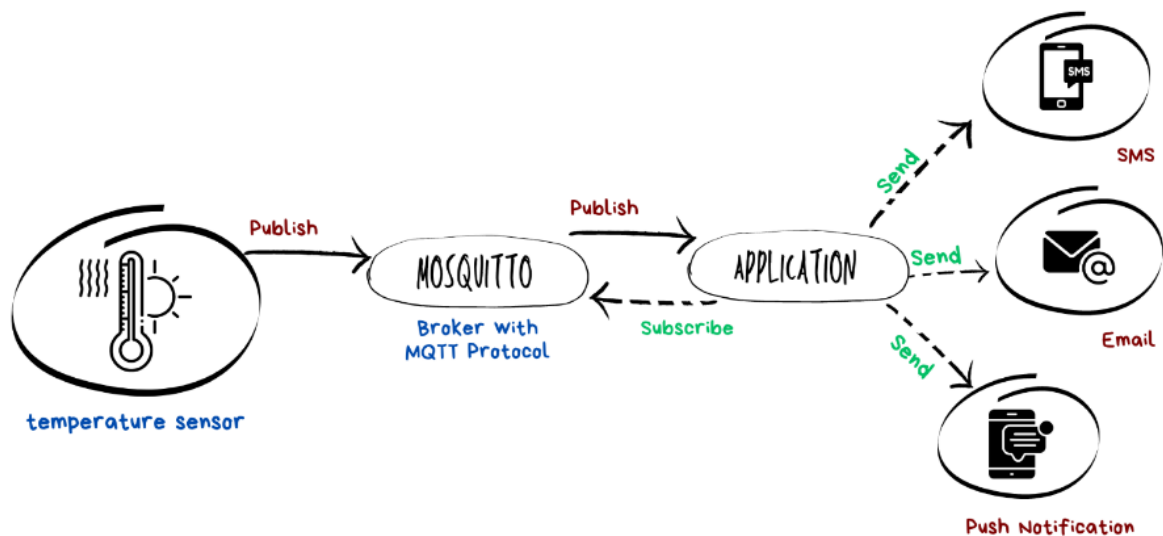 SMS
Send
SMS
Publish
Publish
MOSQUITTO
APPLICATION
Send
@
Subscribe
Broker with
MQTT Protocol
Email
Send
temperature sensor
Push Notification